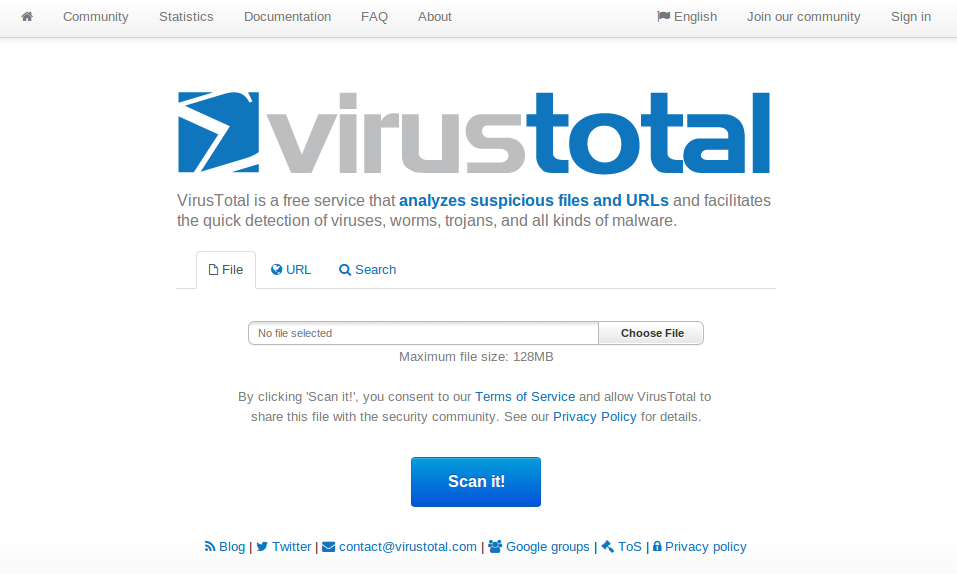 Community Statistics Documentation FAQ About English Join our community Sign in
virustotal
VirusTotal is a free service that analyzes suspicious files and URLs and facilitates
the quick detection of viruses, worms, trojans, and all kinds of malware.
File URL Search
No file selected Choose File
Maximum file size: 128MB
By clicking 'Scan it!', you consent to our Terms of Service and allow VirusTotal to
share this file with the security community. See our Privacy Policy for details.
Scan it!
Blog | Twitter | contact@virustotal.com | Google groups | ToS | Privacy policy